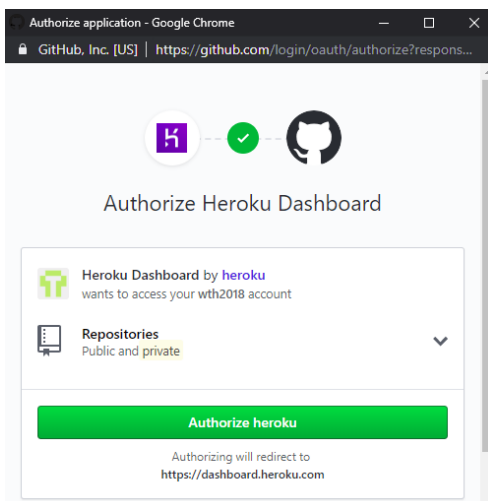 Authorize application - Google Chrome
GitHub, Inc. [US] | https://github.com/login/oauth/authorize?respons...
Authorize Heroku Dashboard
Heroku Dashboard by heroku
wants to access your wth2018 account
Repositories
Public and private
Authorize heroku
Authorizing will redirect to
https://dashboard.heroku.com